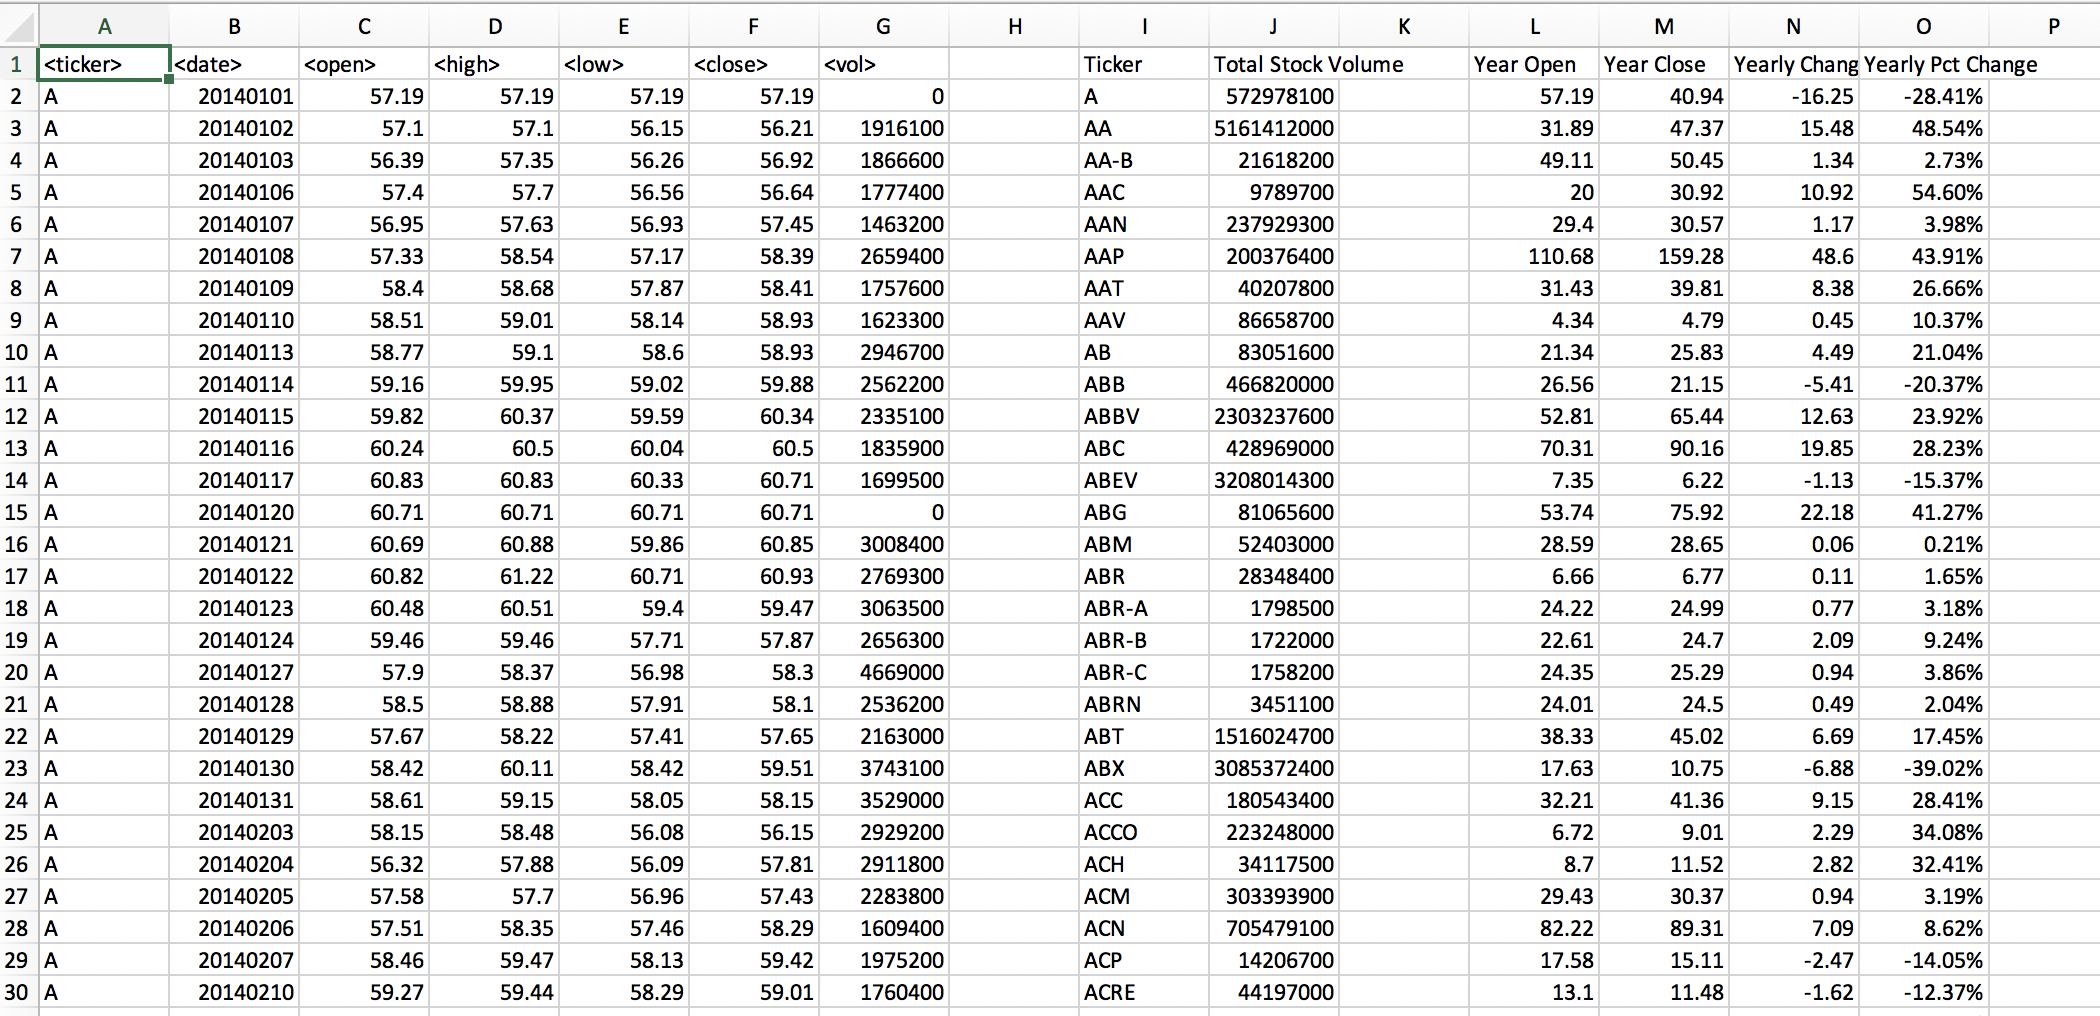 A B C D E F G H I J K L M N O P
1 <ticker> <date> <open> <high> <low> <close> <vol> Ticker Total Stock Volume Year Open Year Close Yearly Chang Yearly Pct Change
2 A 20140101 57.19 57.19 57.19 57.19 0 A 572978100 57.19 40.94 -16.25 -28.41%
3 A 20140102 57.1 57.1 56.15 56.21 1916100 AA 5161412000 31.89 47.37 15.48 48.54%
4 A 20140103 56.39 57.35 56.26 56.92 1866600 AA-B 21618200 49.11 50.45 1.34 2.73%
5 A 20140106 57.4 57.7 56.56 56.64 1777400 AAC 9789700 20 30.92 10.92 54.60%
6 A 20140107 56.95 57.63 56.93 57.45 1463200 AAN 237929300 29.4 30.57 1.17 3.98%
7 A 20140108 57.33 58.54 57.17 58.39 2659400 AAP 200376400 110.68 159.28 48.6 43.91%
8 A 20140109 58.4 58.68 57.87 58.41 1757600 AAT 40207800 31.43 39.81 8.38 26.66%
9 A 20140110 58.51 59.01 58.14 58.93 1623300 AAV 86658700 4.34 4.79 0.45 10.37%
10 A 20140113 58.77 59.1 58.6 58.93 2946700 AB 83051600 21.34 25.83 4.49 21.04%
11 A 20140114 59.16 59.95 59.02 59.88 2562200 ABB 466820000 26.56 21.15 -5.41 -20.37%
12 A 20140115 59.82 60.37 59.59 60.34 2335100 ABBV 2303237600 52.81 65.44 12.63 23.92%
13 A 20140116 60.24 60.5 60.04 60.5 1835900 ABC 428969000 70.31 90.16 19.85 28.23%
14 A 20140117 60.83 60.83 60.33 60.71 1699500 ABEV 3208014300 7.35 6.22 -1.13 -15.37%
15 A 20140120 60.71 60.71 60.71 60.71 0 ABG 81065600 53.74 75.92 22.18 41.27%
16 A 20140121 60.69 60.88 59.86 60.85 3008400 ABM 52403000 28.59 28.65 0.06 0.21%
17 A 20140122 60.82 61.22 60.71 60.93 2769300 ABR 28348400 6.66 6.77 0.11 1.65%
18 A 20140123 60.48 60.51 59.4 59.47 3063500 ABR-A 1798500 24.22 24.99 0.77 3.18%
19 A 20140124 59.46 59.46 57.71 57.87 2656300 ABR-B 1722000 22.61 24.7 2.09 9.24%
20 A 20140127 57.9 58.37 56.98 58.3 4669000 ABR-C 1758200 24.35 25.29 0.94 3.86%
21 A 20140128 58.5 58.88 57.91 58.1 2536200 ABRN 3451100 24.01 24.5 0.49 2.04%
22 A 20140129 57.67 58.22 57.41 57.65 2163000 ABT 1516024700 38.33 45.02 6.69 17.45%
23 A 20140130 58.42 60.11 58.42 59.51 3743100 ABX 3085372400 17.63 10.75 -6.88 -39.02%
24 A 20140131 58.61 59.15 58.05 58.15 3529000 ACC 180543400 32.21 41.36 9.15 28.41%
25 A 20140203 58.15 58.48 56.08 56.15 2929200 ACCO 223248000 6.72 9.01 2.29 34.08%
26 A 20140204 56.32 57.88 56.09 57.81 2911800 ACH 34117500 8.7 11.52 2.82 32.41%
27 A 20140205 57.58 57.7 56.96 57.43 2283800 ACM 303393900 29.43 30.37 0.94 3.19%
28 A 20140206 57.51 58.35 57.46 58.29 1609400 ACN 705479100 82.22 89.31 7.09 8.62%
29 A 20140207 58.46 59.47 58.13 59.42 1975200 ACP 14206700 17.58 15.11 -2.47 -14.05%
30 A 20140210 59.27 59.44 58.29 59.01 1760400 ACRE 44197000 13.1 11.48 -1.62 -12.37%